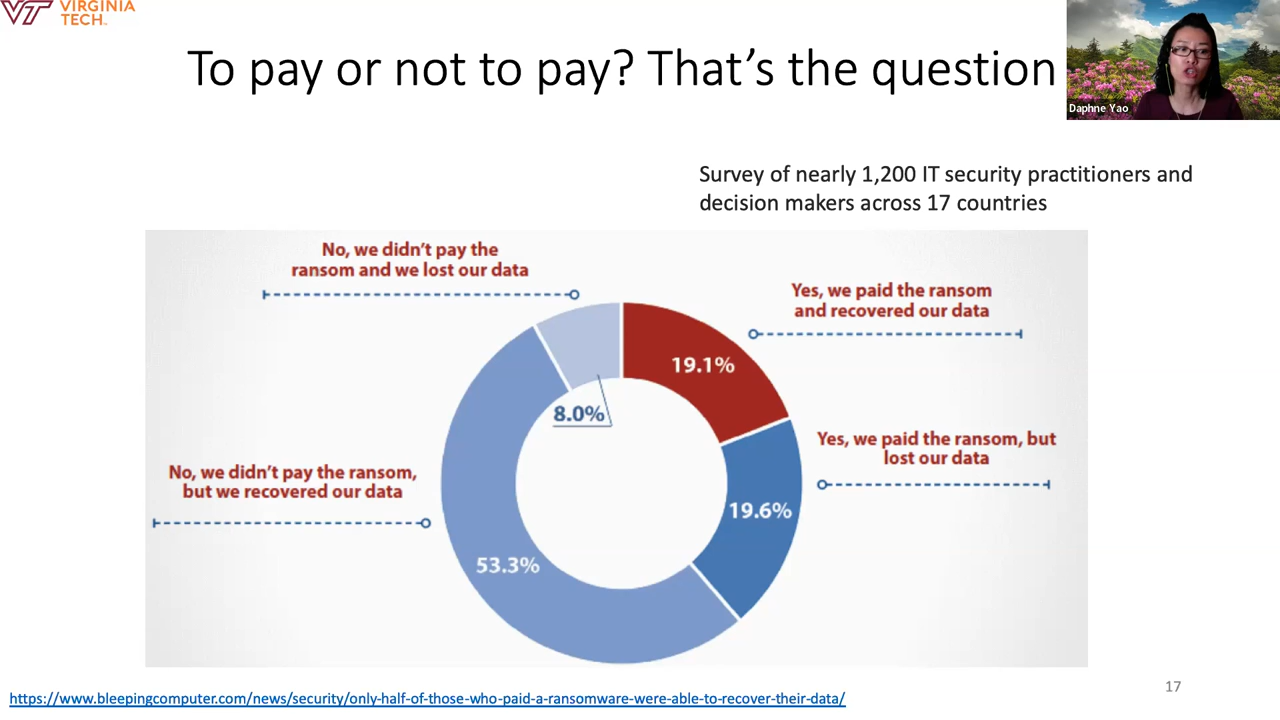 VIRGINIA
TECH
To pay or not to pay? That’s the question
Daphne Yao
Survey of nearly 1,200 IT security practitioners and
decision makers across 17 countries
No, we didn’t pay the
ransom and we lost our data
Yes, we paid the ransom
and recovered our data
19.1%
8.0%
Yes, we paid the ransom, but
lost our data
No, we didn’t pay the ransom,
but we recovered our data
19.6%
53.3%
17
https://www.bleepingcomputer.com/news/security/only-half-of-those-who-paid-a-ransomware-were-able-to-recover-their-data/